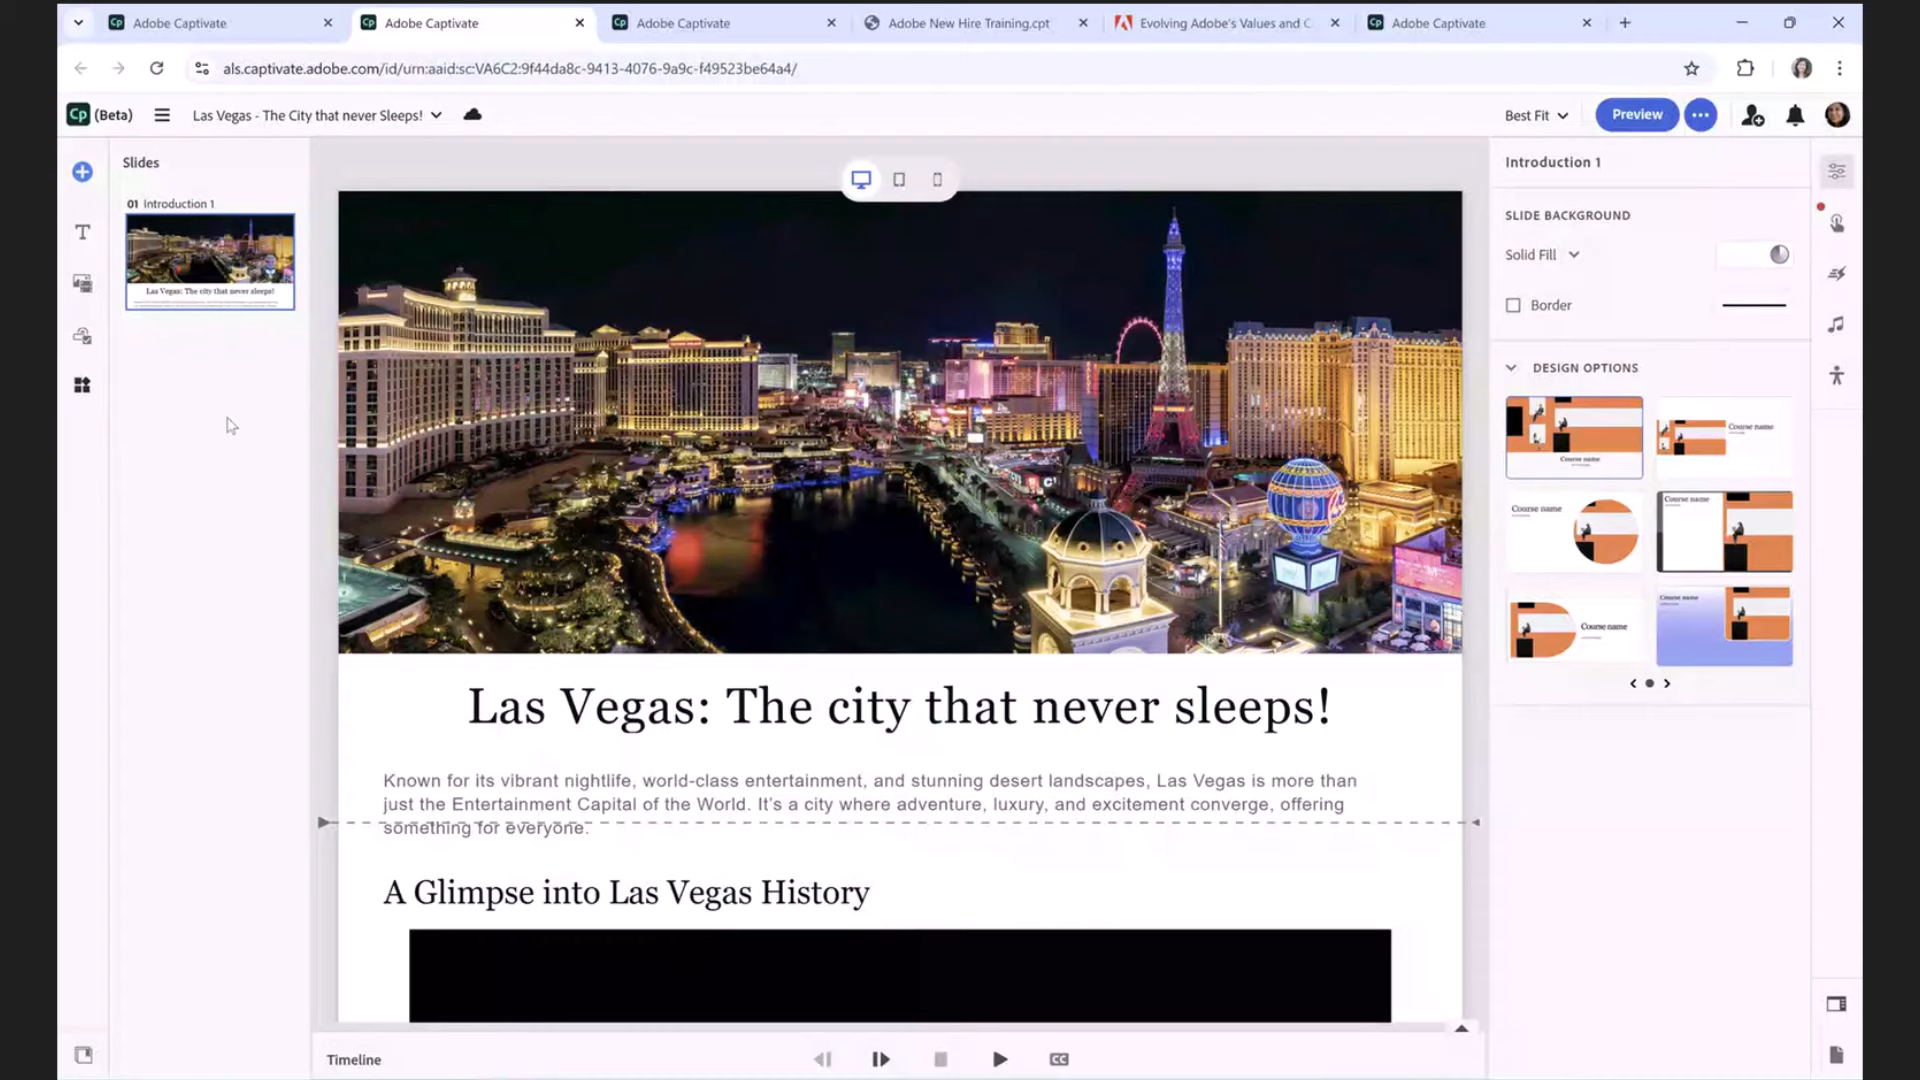 Adobe Captivate
Adobe Captivate
Adobe Captivate
Adobe New Hire Training.cpt
Evolving Adobe's Values and C
Adobe Captivate
als.captivate.adobe.com/id/urn:aaid:sc:VA6C2:9f44da8c-9413-4076-9a9c-f49523be64a4/
Cp (Beta)
Las Vegas - The City that never Sleeps!
Best Fit
Preview
Slides
01 Introduction 1
Las Vegas: The city that never sleeps!
Las Vegas: The city that never sleeps!
Known for its vibrant nightlife, world-class entertainment, and stunning desert landscapes, Las Vegas is more than
just the Entertainment Capital of the World. It's a city where adventure, luxury, and excitement converge, offering
something for everyone.
A Glimpse into Las Vegas History
Timeline
CC
Introduction 1
SLIDE BACKGROUND
Solid Fill
Border
DESIGN OPTIONS
Course name
Course name
Course name
Course name
Course name
Course name